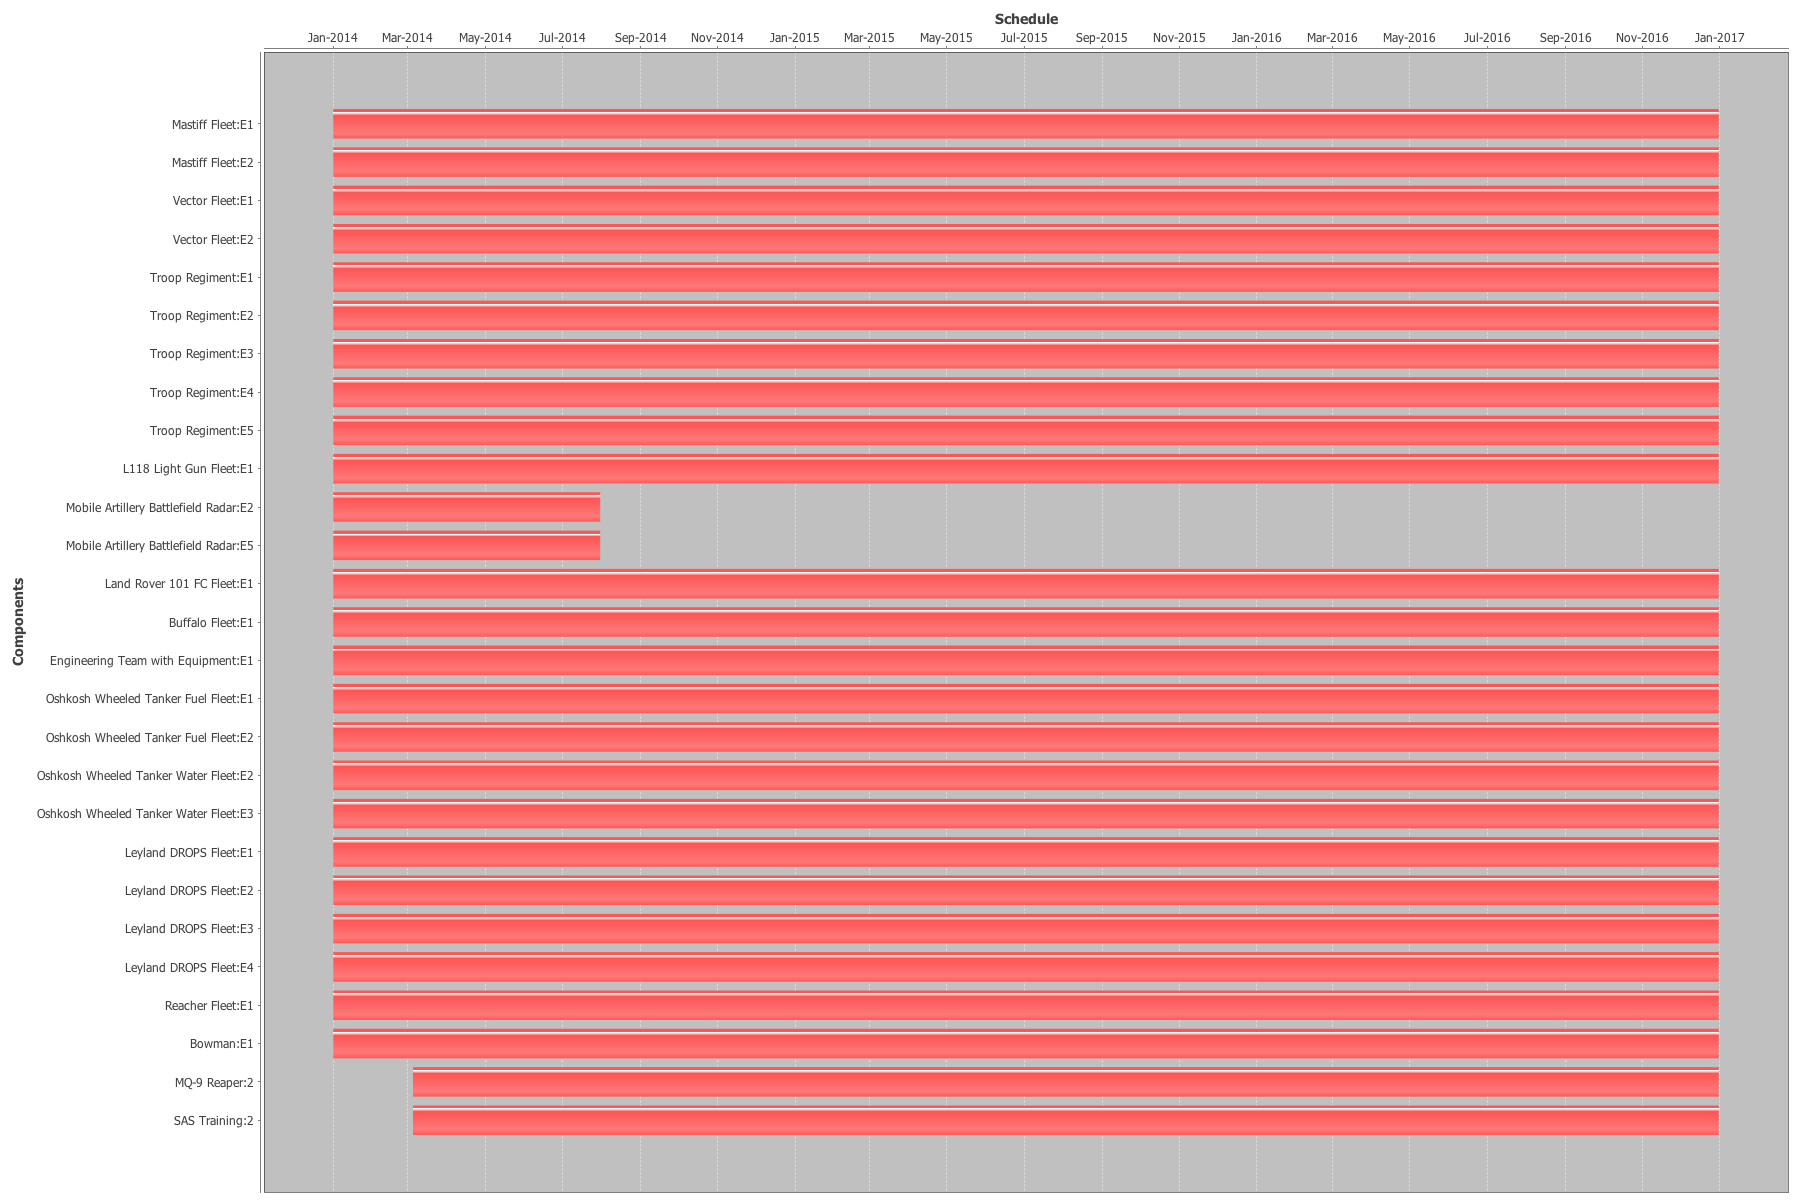 Schedule
Jan-2014 Mar-2014 May-2014 Jul-2014 Sep-2014 Nov-2014 Jan-2015 Mar-2015 May-2015 Jul-2015 Sep-2015 Nov-2015 Jan-2016 Mar-2016 May-2016 Jul-2016 Sep-2016 Nov-2016 Jan-2017
Components
Mastiff Fleet:E1
Mastiff Fleet:E2
Vector Fleet:E1
Vector Fleet:E2
Troop Regiment:E1
Troop Regiment:E2
Troop Regiment:E3
Troop Regiment:E4
Troop Regiment:E5
L118 Light Gun Fleet:E1
Mobile Artillery Battlefield Radar:E2
Mobile Artillery Battlefield Radar:E5
Land Rover 101 FC Fleet:E1
Buffalo Fleet:E1
Engineering Team with Equipment:E1
Oshkosh Wheeled Tanker Fuel Fleet:E1
Oshkosh Wheeled Tanker Fuel Fleet:E2
Oshkosh Wheeled Tanker Water Fleet:E2
Oshkosh Wheeled Tanker Water Fleet:E3
Leyland DROPS Fleet:E1
Leyland DROPS Fleet:E2
Leyland DROPS Fleet:E3
Leyland DROPS Fleet:E4
Reacher Fleet:E1
Bowman:E1
MQ-9 Reaper:2
SAS Training:2